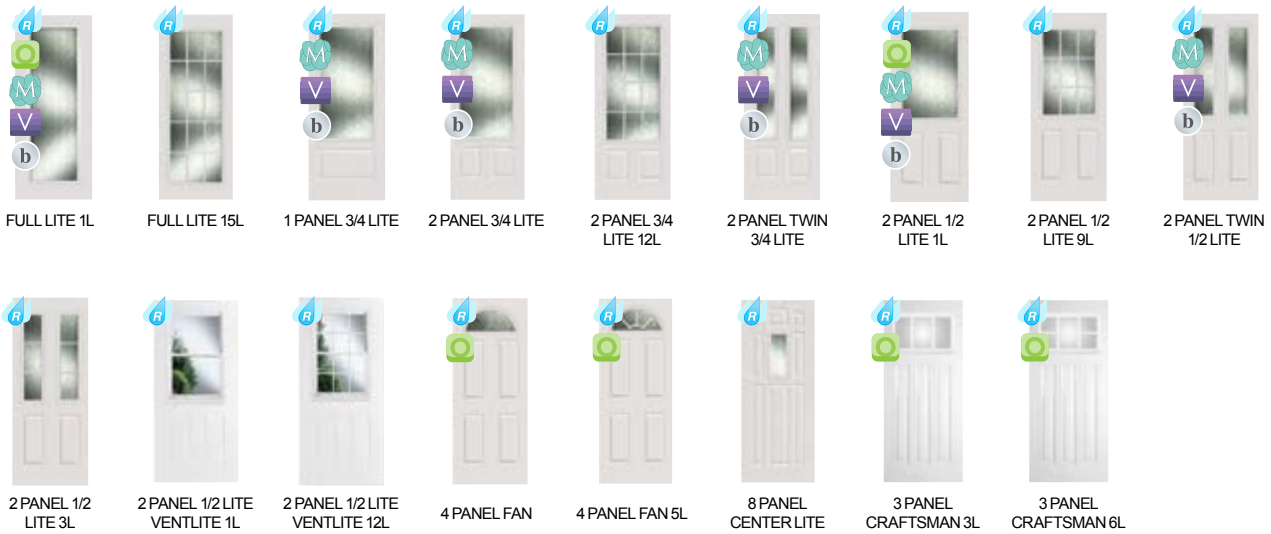 R R R R R R R R R
O O
M M M M M M
V V V V V V
b b b b b b
FULL LITE 1L
FULL LITE 15L
1 PANEL 3/4 LITE
2 PANEL 3/4 LITE
2 PANEL 3/4
LITE 12L
2 PANEL TWIN
3/4 LITE
2 PANEL 1/2
LITE 1L
2 PANEL 1/2
LITE 9L
2 PANEL TWIN
1/2 LITE
R R R R R R R R
O O O O
2 PANEL 1/2
LITE 3L
2 PANEL 1/2 LITE
VENTLITE 1L
2 PANEL 1/2 LITE
VENTLITE 12L
4 PANEL FAN
4 PANEL FAN 5L
8 PANEL
CENTER LITE
3 PANEL
CRAFTSMAN 3L
3 PANEL
CRAFTSMAN 6L